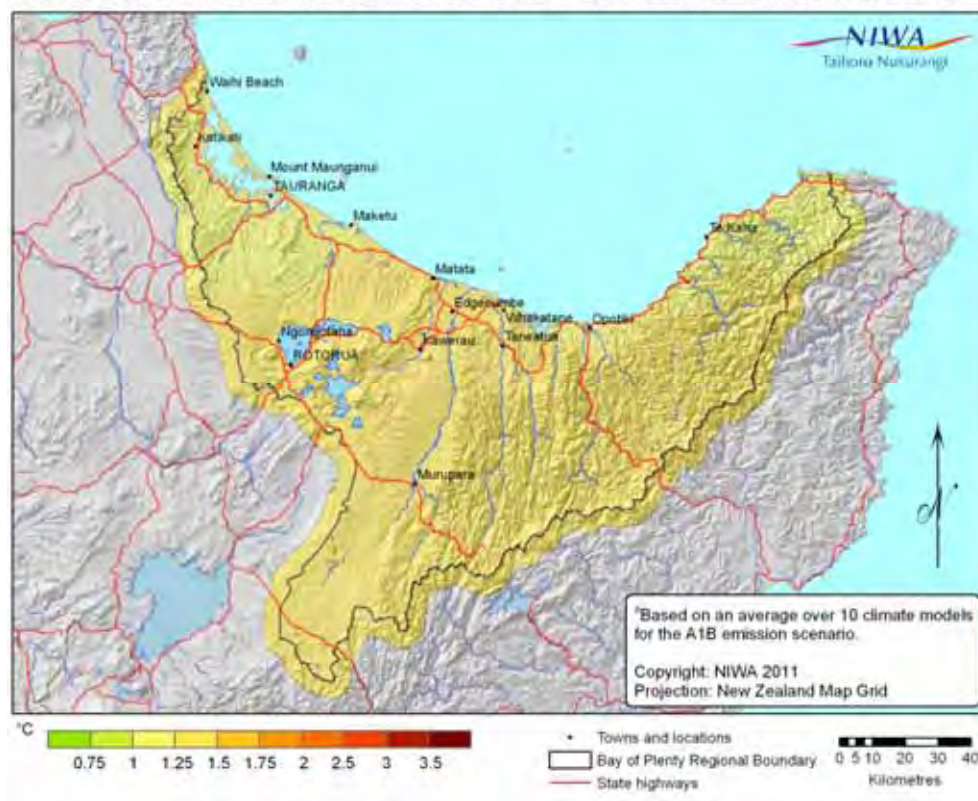 NIWA
Taihoro Nukurangi
Waihi Beach
Katikati
Mount Maunganui
TAURANGA
Maketu
Te Kaha
Matata
Edgecumbe
Whakatane
Opotiki
Ngongotaha
Kawerau
Taneatua
ROTORUA
Murupara
aBased on an average over 10 climate models
for the A1B emission scenario.
Copyright: NIWA 2011
Projection: New Zealand Map Grid
°C
0.75 1 1.25 1.5 1.75 2 2.5 3 3.5
Towns and locations
Bay of Plenty Regional Boundary
State highways
0 5 10 20 30 40
Kilometres